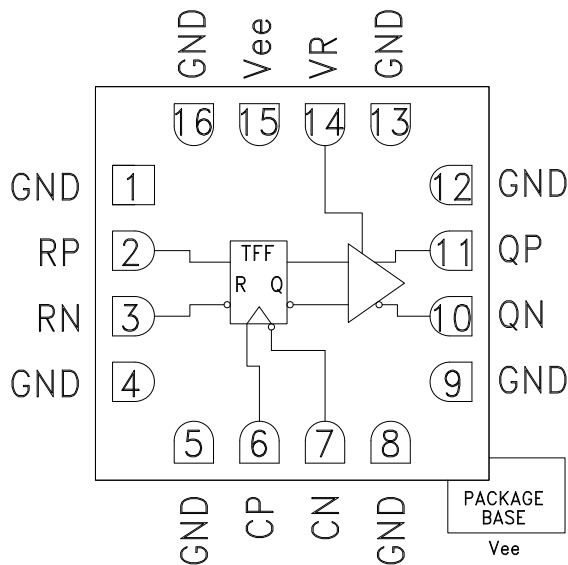 GND
Vee
VR
GND
16
15
14
13
GND 1
12 GND
RP 2
TFF
11 QP
R Q
RN 3
10 QN
GND 4
9 GND
5
6
7
8
GND
CP
CN
GND
PACKAGE
BASE
Vee